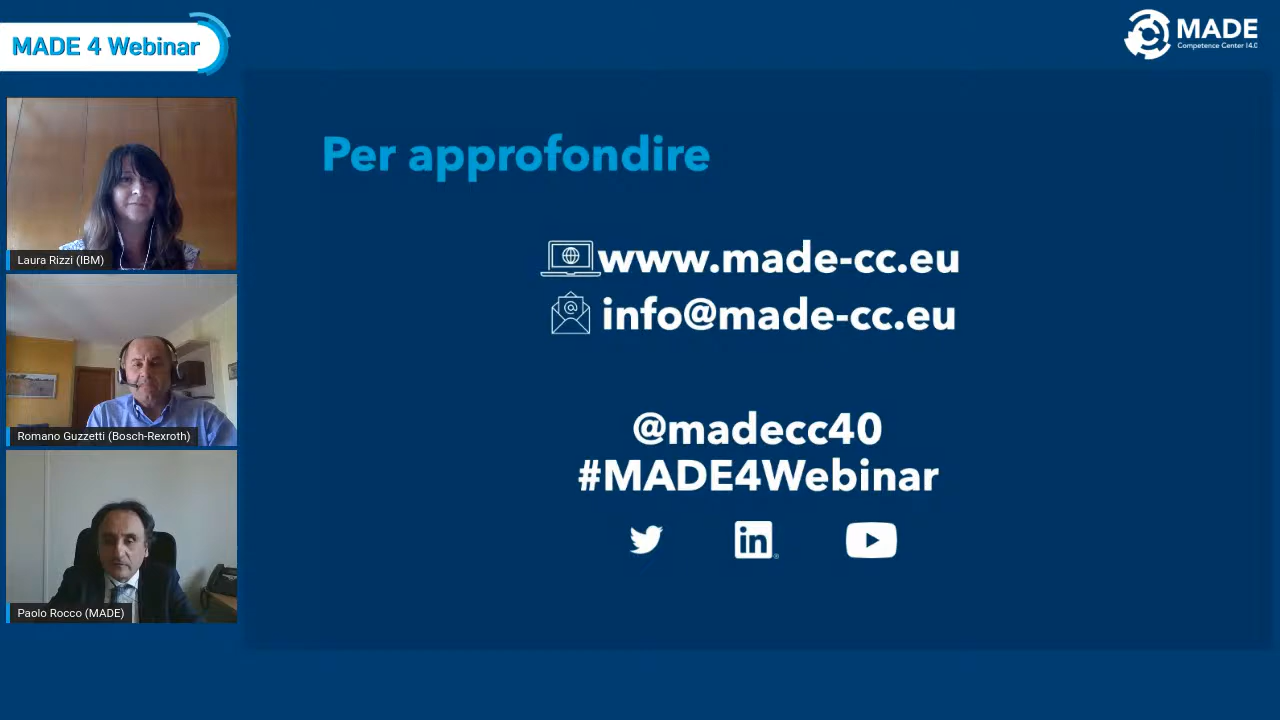 MADE 4 Webinar
MADE
Competence Center I4.0
Per approfondire
www.made-cc.eu
info@made-cc.eu
@madecc40
#MADE4Webinar
in
Laura Rizzi (IBM)
Romano Guzzetti (Bosch-Rexroth)
Paolo Rocco (MADE)